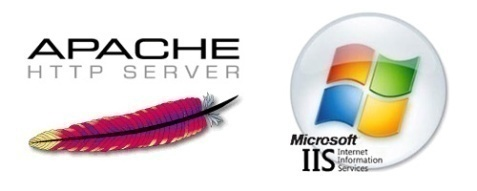 APACHE
HTTP SERVER
Microsoft
IIS
Internet
Information
Services